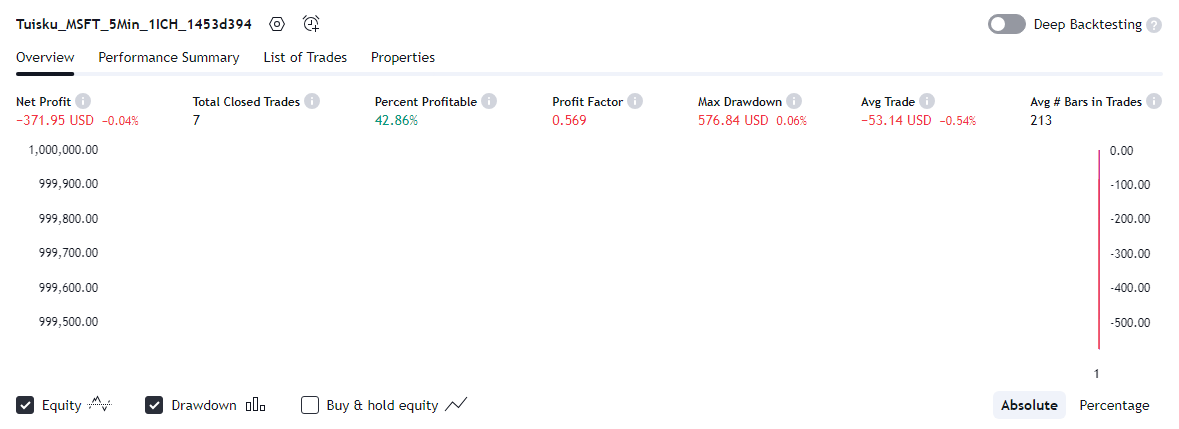 Tuisku_MSFT_5Min_1ICH_1453d394 Deep Backtesting ?
Overview Performance Summary List of Trades Properties
Net Profit Total Closed Trades Percent Profitable Profit Factor Max Drawdown Avg Trade Avg # Bars in Trades
−371.95 USD −0.04% 7 42.86% 0.569 576.84 USD 0.06% −53.14 USD −0.54% 213
1,000,000.00 0.00
999,900.00 -100.00
999,800.00 -200.00
999,700.00 -300.00
999,600.00 -400.00
999,500.00 -500.00
1
Equity Drawdown Buy & hold equity Absolute Percentage